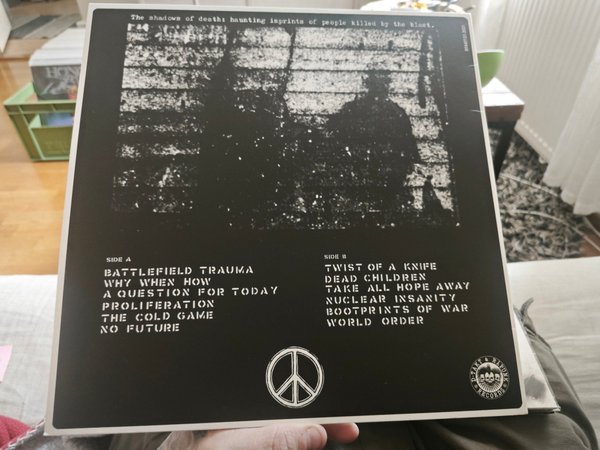 The shadows of death: haunting imprints of people killed by the blast.
SIDE A
BATTLEFIELD TRAUMA
WHY WHEN HOW
A QUESTION FOR TODAY
PROLIFERATION
THE COLD GAME
NO FUTURE
SIDE B
TWIST OF A KNIFE
DEAD CHILDREN
TAKE ALL HOPE AWAY
NUCLEAR INSANITY
BOOTPRINTS OF WAR
WORLD ORDER
RECORDS